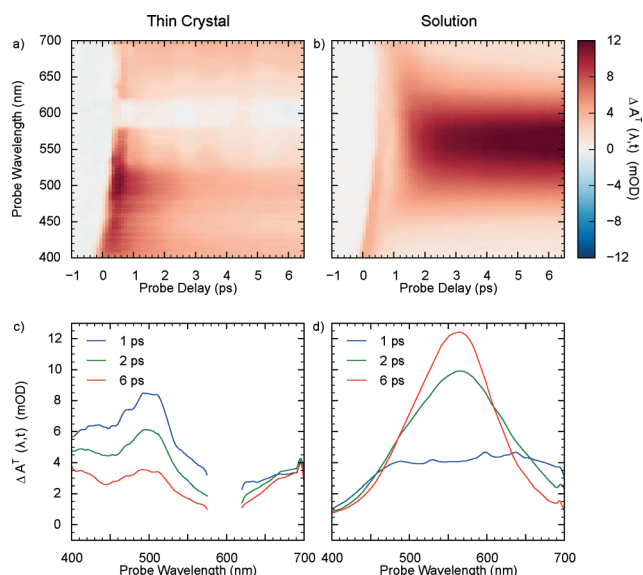 Thin Crystal
Solution
a)
b)
Probe Wavelength (nm)
700
650
600
550
500
450
400
−1 0 1 2 3 4 5 6
Probe Delay (ps)
−1 0 1 2 3 4 5 6
Probe Delay (ps)
12
8
4
0
−4
−8
−12
Δ Aᵀ (λ,t) (mOD)
c)
d)
1 ps
2 ps
6 ps
1 ps
2 ps
6 ps
Δ Aᵀ (λ,t) (mOD)
12
10
8
6
4
2
0
400 500 600 700
Probe Wavelength (nm)
400 500 600 700
Probe Wavelength (nm)